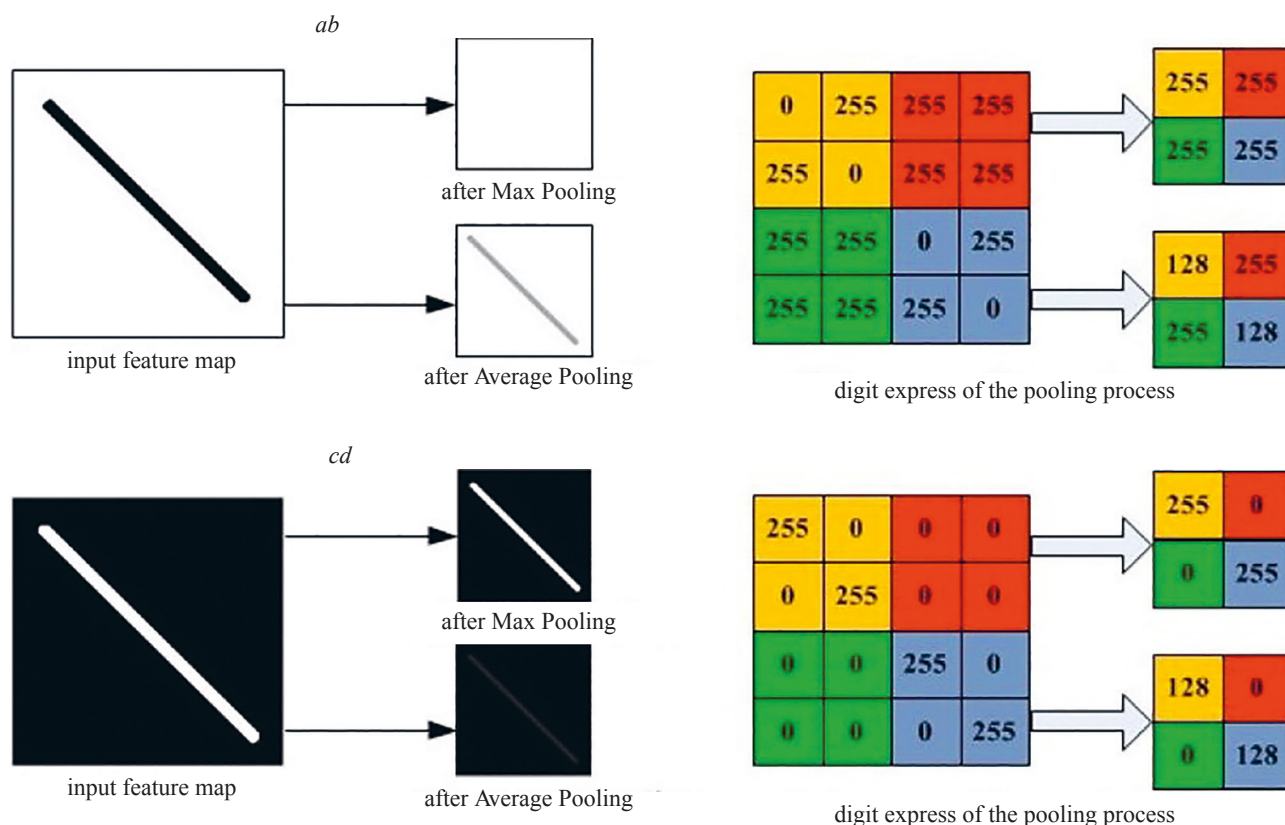 ab
input feature map
after Max Pooling
after Average Pooling
0 255 255 255
255 0 255 255
255 255 0 255
255 255 255 0
255 255
255 255
128 255
255 128
digit express of the pooling process
cd
input feature map
after Max Pooling
after Average Pooling
255 0 0 0
0 255 0 0
0 0 255 0
0 0 0 255
255 0
0 255
128 0
0 128
digit express of the pooling process